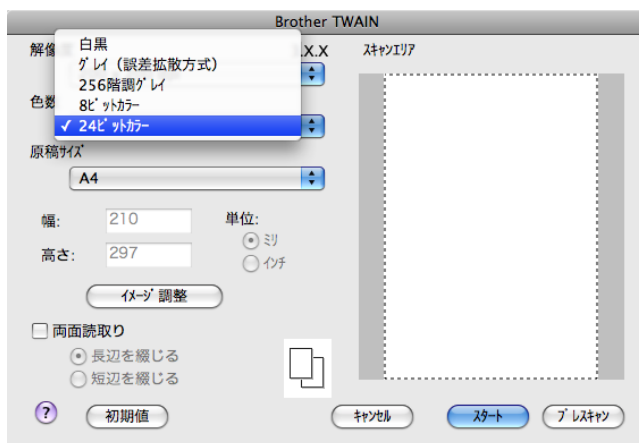 Brother TWAIN
解像
X.X
スキャンエリア
白黒
グレイ（誤差拡散方式）
256階調グレイ
色数
8ビットカラー
✓ 24ビットカラー
原稿サイズ
A4
幅: 210
単位:
ミリ
高さ: 297
インチ
イメージ調整
両面読取り
長辺を綴じる
短辺を綴じる
?
初期値
キャンセル
スタート
プレスキャン